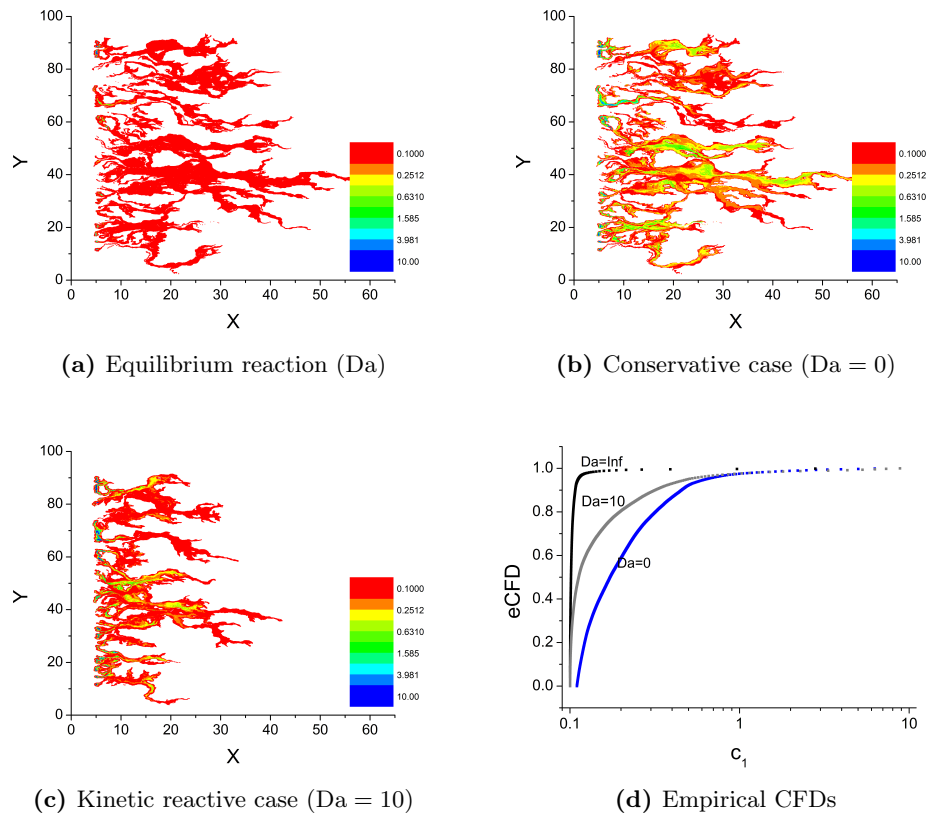 100
80
60
40
20
0
Y
0 10 20 30 40 50 60
X
0.1000
0.2512
0.6310
1.585
3.981
10.00
(a) Equilibrium reaction (Da)
100
80
60
40
20
0
Y
0 10 20 30 40 50 60
X
0.1000
0.2512
0.6310
1.585
3.981
10.00
(b) Conservative case (Da = 0)
100
80
60
40
20
0
Y
0 10 20 30 40 50 60
X
0.1000
0.2512
0.6310
1.585
3.981
10.00
(c) Kinetic reactive case (Da = 10)
1.0
0.8
0.6
0.4
0.2
0.0
eCFD
Da=Inf
Da=10
Da=0
0.1 1 10
c1
(d) Empirical CFDs